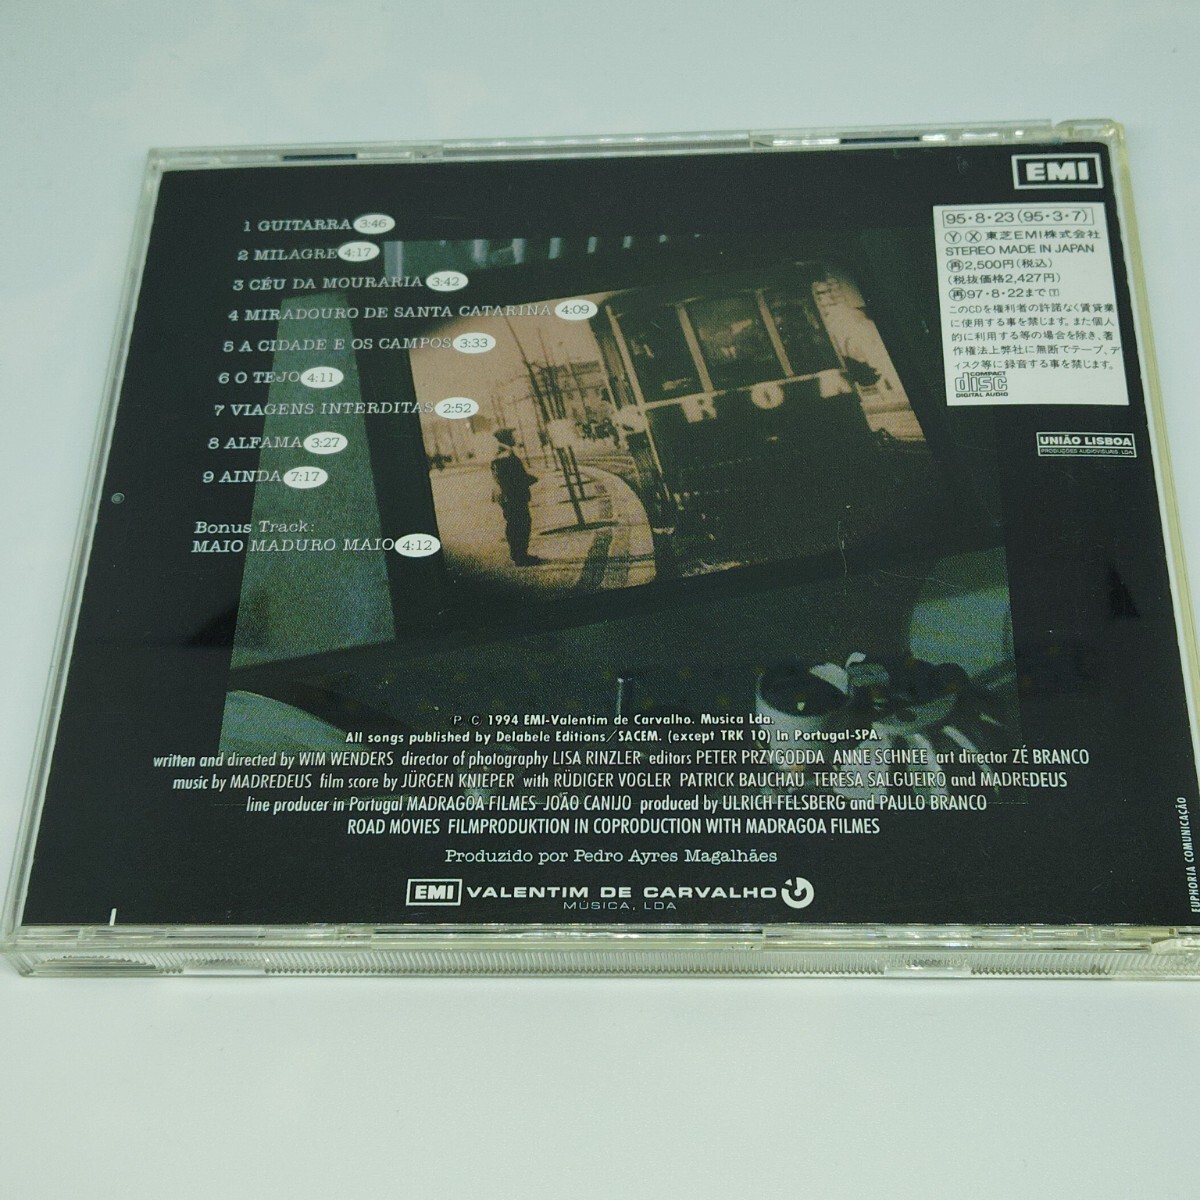 EMI
1 GUITARRA 3:46
2 MILAGRE 4:17
3 CÉU DA MOURARIA 3:42
4 MIRADOURO DE SANTA CATARINA 4:09
5 A CIDADE E OS CAMPOS 3:33
6 O TEJO 4:11
7 VIAGENS INTERDITAS 2:52
8 ALFAMA 3:27
9 AINDA 7:17
Bonus Track:
MAIO MADURO MAIO 4:12
95・8・23(95・3・7)
Ⓨ Ⓧ 東芝EMI株式会社
STEREO MADE IN JAPAN
再2,500円(税込)
(税抜価格2,427円)
再97・8・22まで
このCDを権利者の許諾なく賃貸業
に使用する事を禁じます。また個人
的に利用する等の場合を除き、著
作権法上弊社に無断でテープ、デ
ィスク等に録音する事を禁じます。
COMPACT
disc
DIGITAL AUDIO
UNIÃO LISBOA
PRODUÇÕES AUDIOVISUAIS, LDA
P C 1994 EMI-Valentim de Carvalho. Musica Lda.
All songs published by Delabele Editions/SACEM. (except TRK 10) In Portugal-SPA.
written and directed by WIM WENDERS director of photography LISA RINZLER editors PETER PRZYGODDA ANNE SCHNEE art director ZÉ BRANCO
music by MADREDEUS film score by JÜRGEN KNIEPER with RÜDIGER VOGLER PATRICK BAUCHAU TERESA SALGUEIRO and MADREDEUS
line producer in Portugal MADRAGOA FILMES JOÃO CANIJO produced by ULRICH FELSBERG and PAULO BRANCO
ROAD MOVIES FILMPRODUKTION IN COPRODUCTION WITH MADRAGOA FILMES
Produzido por Pedro Ayres Magalhães
EMI VALENTIM DE CARVALHO
MÚSICA, LDA
EUPHORIA COMUNICAÇÃO